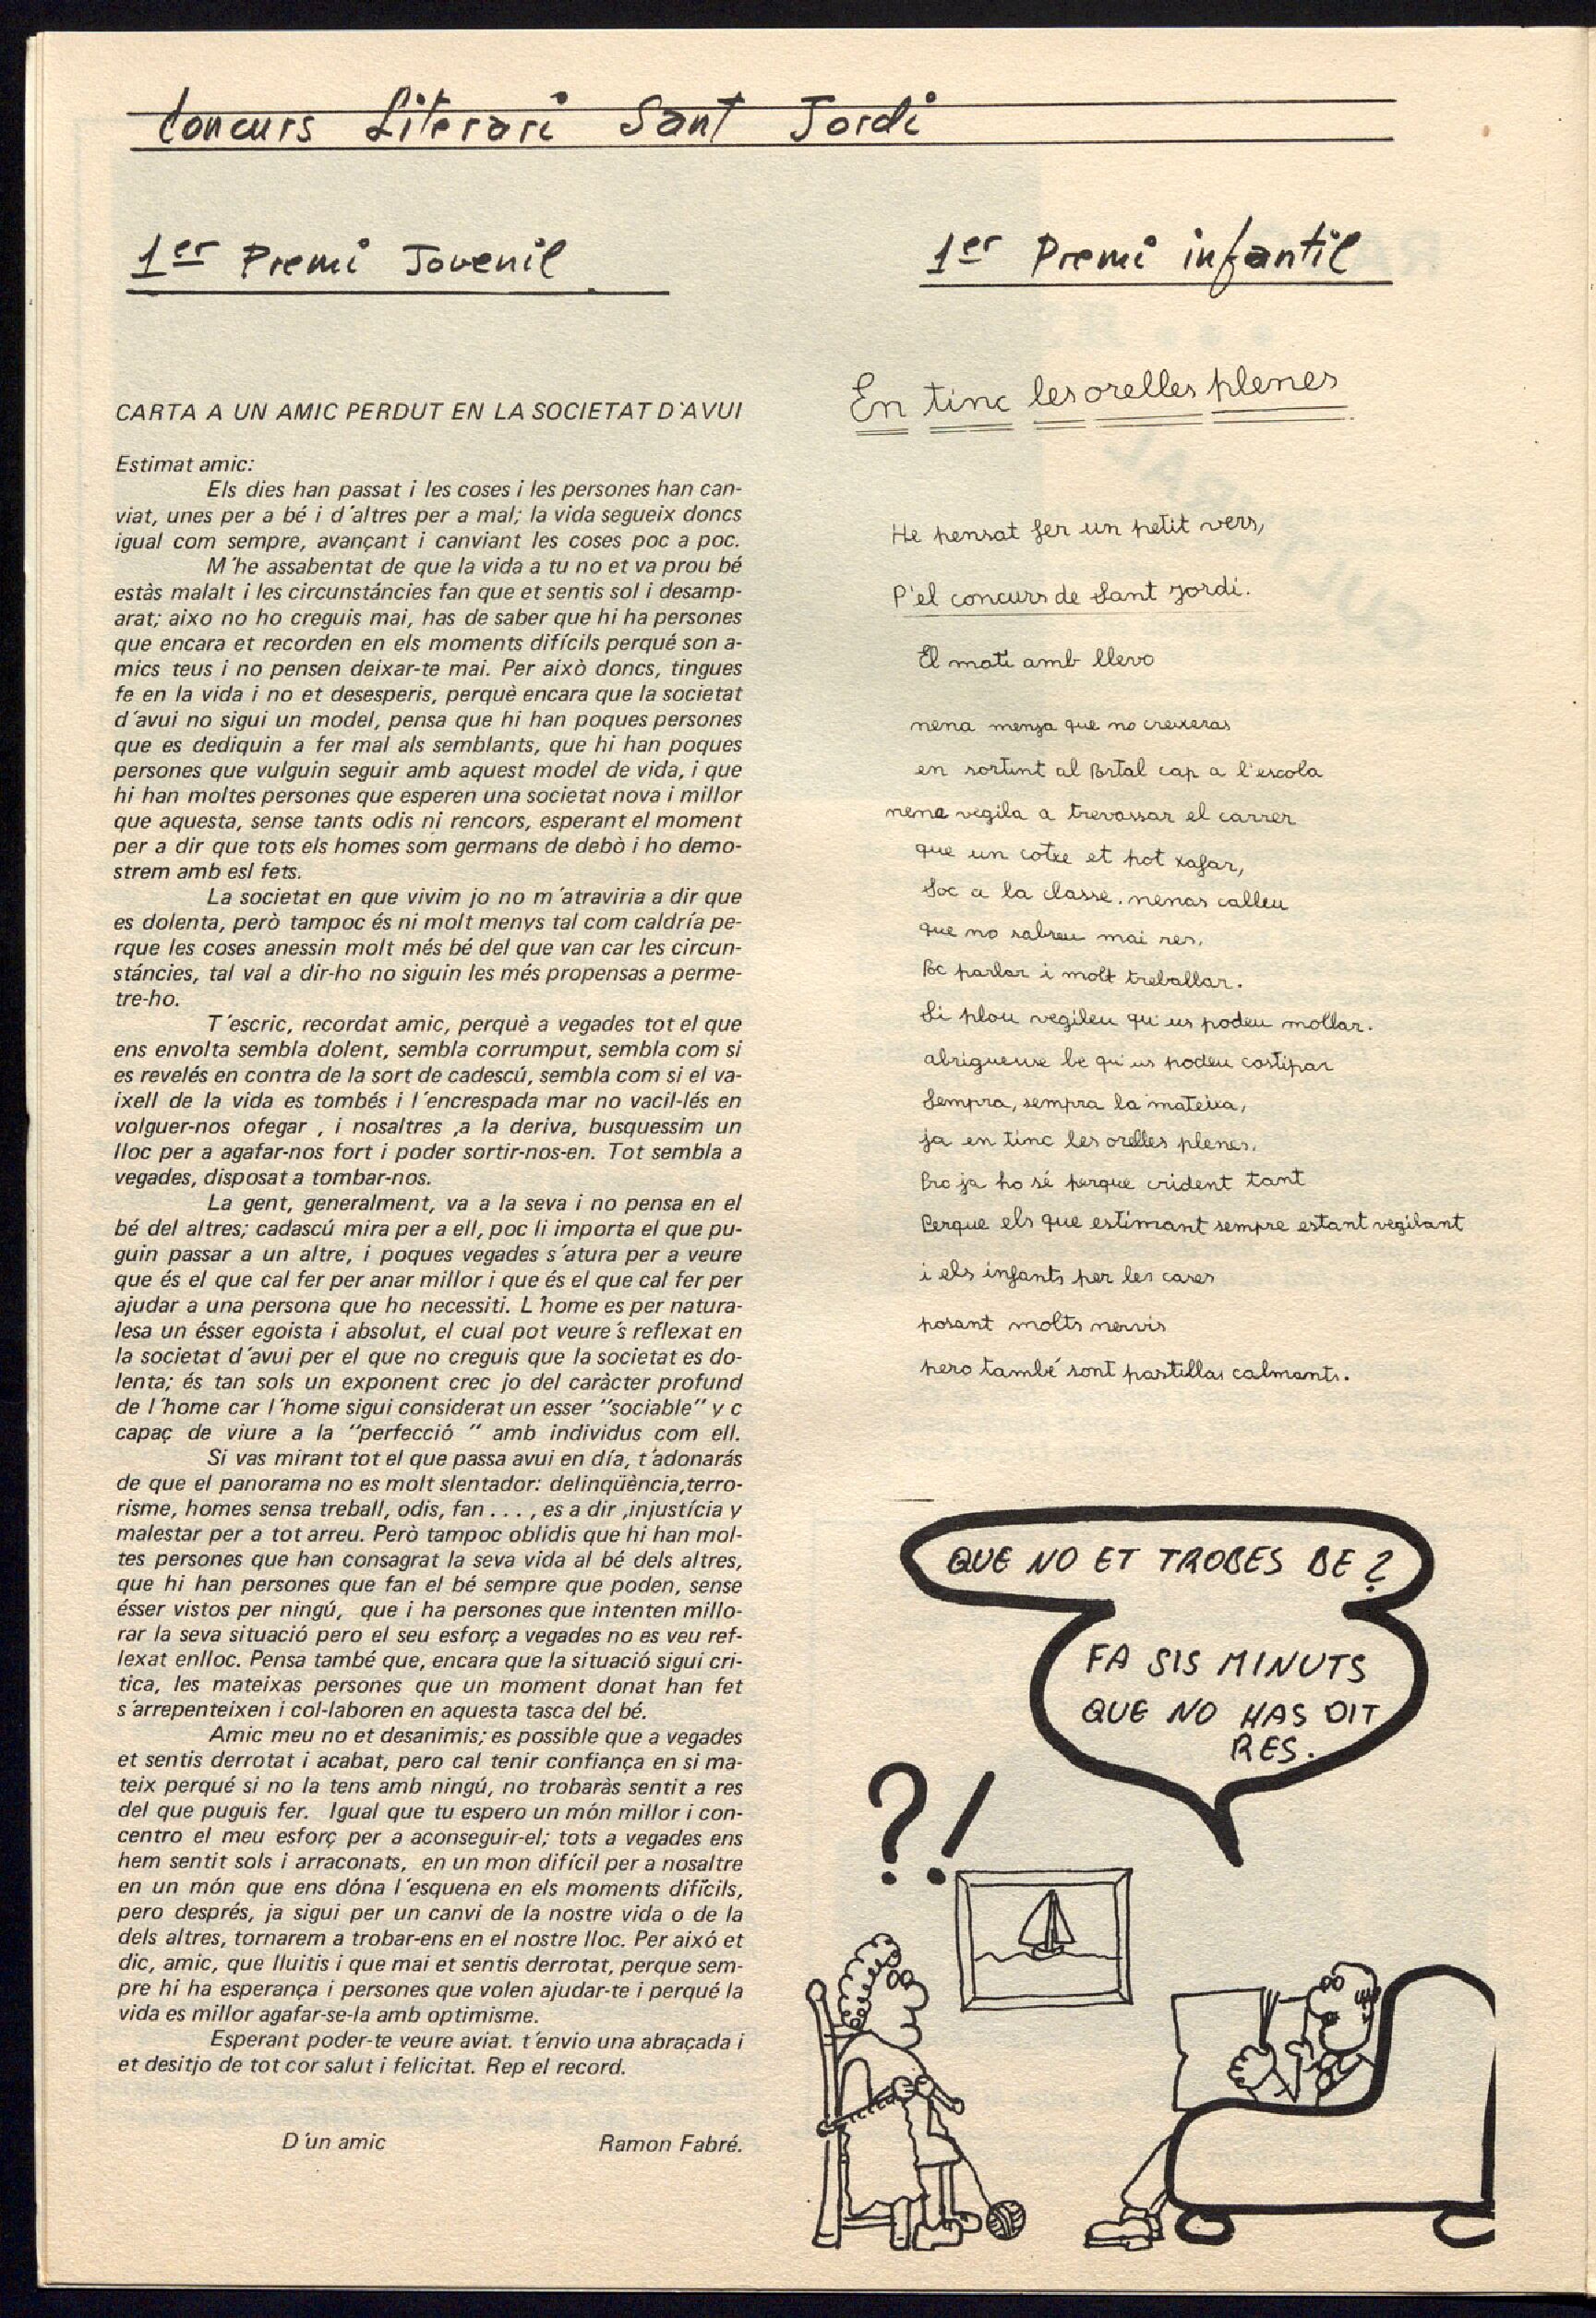 Concurs Literari Sant Jordi
1er Premi Jovenil
CARTA A UN AMIC PERDUT EN LA SOCIETAT D'AVUI
Estimat amic:
Els dies han passat i les coses i les persones han can-
viat, unes per a bé i d'altres per a mal; la vida segueix doncs
igual com sempre, avançant i canviant les coses poc a poc.
M'he assabentat de que la vida a tu no et va prou bé
estàs malalt i les circunstáncies fan que et sentis sol i desamp-
arat; aixo no ho creguis mai, has de saber que hi ha persones
que encara et recorden en els moments difícils perqué son a-
mics teus i no pensen deixar-te mai. Per això doncs, tingues
fe en la vida i no et desesperis, perquè encara que la societat
d'avui no sigui un model, pensa que hi han poques persones
que es dediquin a fer mal als semblants, que hi han poques
persones que vulguin seguir amb aquest model de vida, i que
hi han moltes persones que esperen una societat nova i millor
que aquesta, sense tants odis ni rencors, esperant el moment
per a dir que tots els homes som germans de debò i ho demo-
strem amb esl fets.
La societat en que vivim jo no m'atraviria a dir que
es dolenta, però tampoc és ni molt menys tal com caldría pe-
rque les coses anessin molt més bé del que van car les circun-
stáncies, tal val a dir-ho no siguin les més propensas a perme-
tre-ho.
T'escric, recordat amic, perquè a vegades tot el que
ens envolta sembla dolent, sembla corrumput, sembla com si
es revelés en contra de la sort de cadescú, sembla com si el va-
ixell de la vida es tombés i l'encrespada mar no vacil-lés en
volguer-nos ofegar , i nosaltres ,a la deriva, busquessim un
lloc per a agafar-nos fort i poder sortir-nos-en. Tot sembla a
vegades, disposat a tombar-nos.
La gent, generalment, va a la seva i no pensa en el
bé del altres; cadascú mira per a ell, poc li importa el que pu-
guin passar a un altre, i poques vegades s'atura per a veure
que és el que cal fer per anar millor i que és el que cal fer per
ajudar a una persona que ho necessiti. L'home es per natura-
lesa un ésser egoista i absolut, el cual pot veure's reflexat en
la societat d'avui per el que no creguis que la societat es do-
lenta; és tan sols un exponent crec jo del caràcter profund
de l'home car l'home sigui considerat un esser "sociable" y c
capaç de viure a la "perfecció " amb individus com ell.
Si vas mirant tot el que passa avui en día, t'adonarás
de que el panorama no es molt slentador: delinqüència,terro-
risme, homes sensa treball, odis, fan . . . , es a dir ,injustícia y
malestar per a tot arreu. Però tampoc oblidis que hi han mol-
tes persones que han consagrat la seva vida al bé dels altres,
que hi han persones que fan el bé sempre que poden, sense
ésser vistos per ningú, que i ha persones que intenten millo-
rar la seva situació pero el seu esforç a vegades no es veu ref-
lexat enlloc. Pensa també que, encara que la situació sigui cri-
tica, les mateixas persones que un moment donat han fet
s'arrepenteixen i col-laboren en aquesta tasca del bé.
Amic meu no et desanimis; es possible que a vegades
et sentis derrotat i acabat, pero cal tenir confiança en si ma-
teix perqué si no la tens amb ningú, no trobaràs sentit a res
del que puguis fer. Igual que tu espero un món millor i con-
centro el meu esforç per a aconseguir-el; tots a vegades ens
hem sentit sols i arraconats, en un mon difícil per a nosaltre
en un món que ens dóna l'esquena en els moments difícils,
pero després, ja sigui per un canvi de la nostre vida o de la
dels altres, tornarem a trobar-ens en el nostre lloc. Per aixó et
dic, amic, que lluitis i que mai et sentis derrotat, perque sem-
pre hi ha esperança i persones que volen ajudar-te i perqué la
vida es millor agafar-se-la amb optimisme.
Esperant poder-te veure aviat. t'envio una abraçada i
et desitjo de tot cor salut i felicitat. Rep el record.
D'un amic Ramon Fabré.
1er Premi infantil
En tinc les orelles plenes
He pensat fer un petit vers,
P'el concurs de Sant Jordi.
El mati amb llevo
nena menja que no creixeras
en sortint al Portal cap a l'escola
nena vegila a trevassar el carrer
que un cotxe et pot xafar,
Soc a la classe. nenas calleu
que no sabreu mai res,
Poc parlar i molt treballar.
Si plou vegileu qu'us podeu mollar.
abrigueuse be qu'us podeu costipar
Sempra, sempra la mateixa,
ja en tinc les orelles plenes.
Pro ja ho sé perque crident tant
Perque els que estimant sempre estant vegilant
i els infants per les cases
posant molts nervis
pero també sont pastillas calmants.
QUE NO ET TROBES BE ?
FA SIS MINUTS
QUE NO HAS DIT
RES.
?!